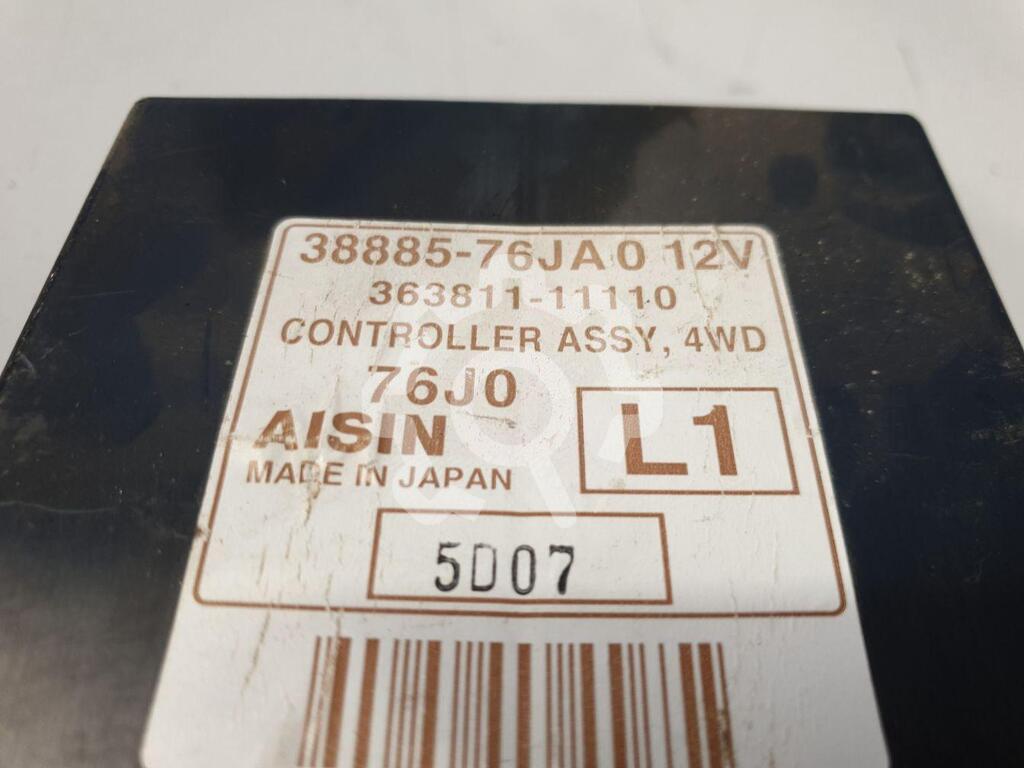 38885-76JA0 12V
363811-11110
CONTROLLER ASSY, 4WD
76J0
AISIN
L1
MADE IN JAPAN
5D07